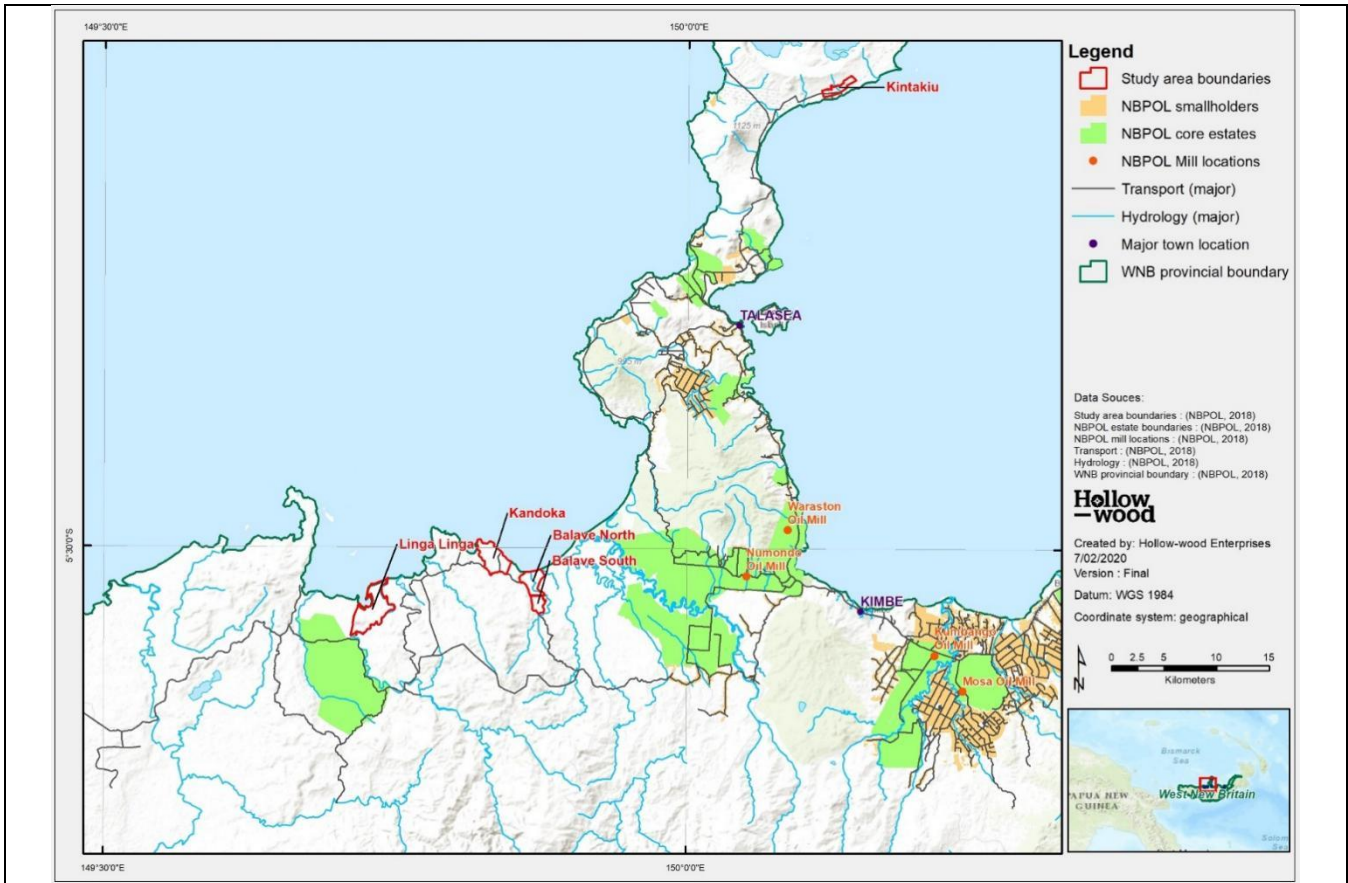 149°30'0"E
150°0'0"E
Kintakiu
1125 m
TALASEA
Waraston
Oil Mill
Numondo
Oil Mill
Kandoka
Balave North
Balave South
Linga Linga
5°30'0"S
KIMBE
Oil Mill
Mosa Oil Mill
149°30'0"E
150°0'0"E
Legend
Study area boundaries
NBPOL smallholders
NBPOL core estates
NBPOL Mill locations
Transport (major)
Hydrology (major)
Major town location
WNB provincial boundary
Data Souces:
Study area boundaries : (NBPOL, 2018)
NBPOL estate boundaries : (NBPOL, 2018)
NBPOL mill locations : (NBPOL, 2018)
Transport : (NBPOL, 2018)
Hydrology : (NBPOL, 2018)
WNB provincial boundary : (NBPOL, 2018)
Hollow
–wood
Created by: Hollow-wood Enterprises
7/02/2020
Version : Final
Datum: WGS 1984
Coordinate system: geographical
N
0 2.5 5 10 15
Kilometers
Bismarck
Sea
PAPUA NEW
GUINEA
West New Britain
Solom
Sea